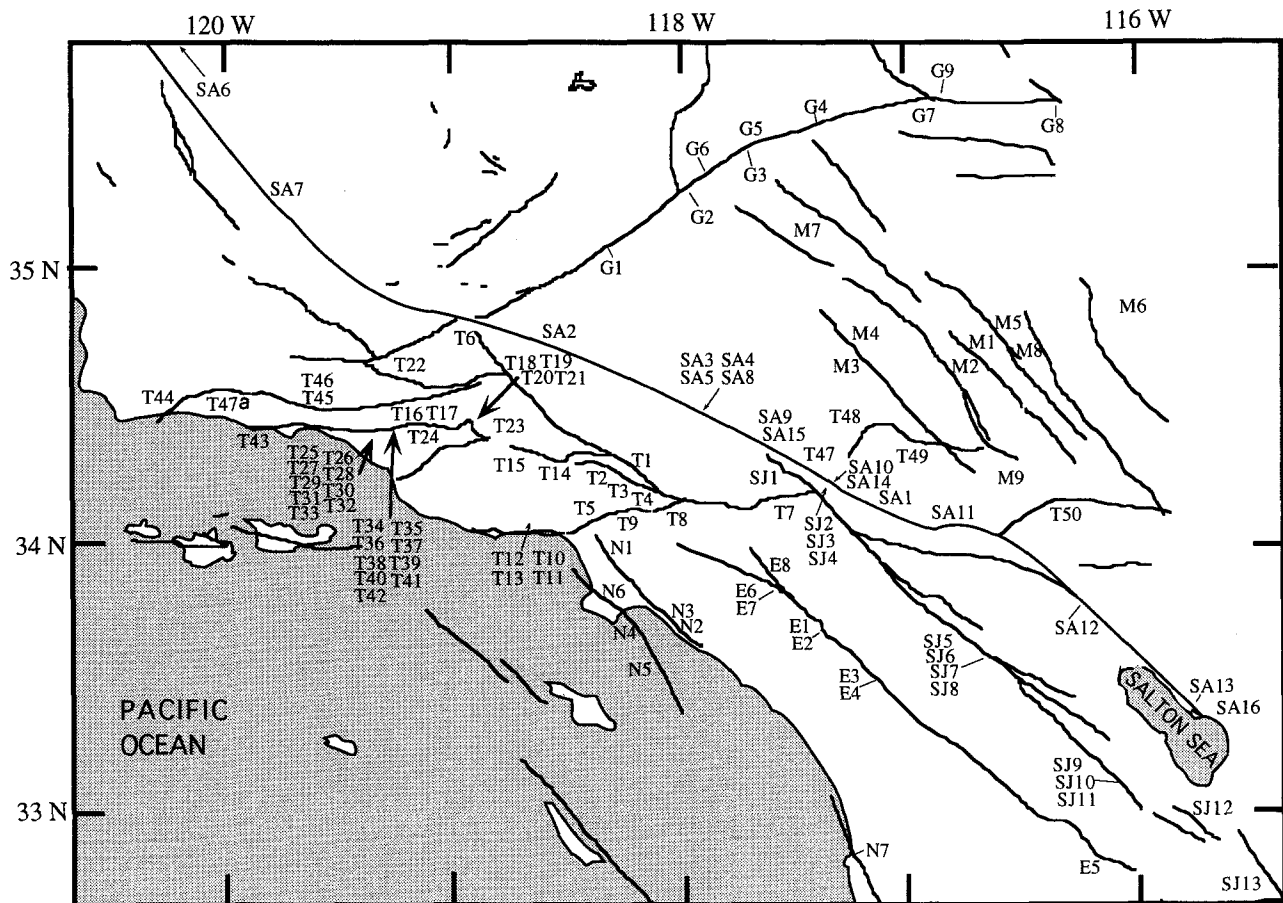 120 W 118 W 116 W
SA6
G9
G4
G7
G8
G5
G6
G3
SA7
G2
M7
G1
35 N
M6
M5
M4
M1
M8
T6
SA2
T22
SA3 SA4
SA5 SA8
M3
M2
T18 T19
T20 T21
T46
T45
T44
T47a
T16 T17
T23
T24
T43
SA9
SA15
T48
T47
T49
T25 T26
T27 T28
T29 T30
T31 T32
T33
T15
T14
T1
T2
T3
T4
SJ1
SA10
SA14
M9
SA1
T5
T9
T8
T7
SJ2
SJ3
SJ4
SA11
T50
34 N
T34 T35
T36 T37
T38 T39
T40 T41
T42
T12 T10
T13 T11
N1
E8
E6
E7
N6
N4
N3
N2
E1
E2
SA12
N5
SJ5
SJ6
SJ7
SJ8
E3
E4
SA13
SA16
SALTON SEA
PACIFIC
OCEAN
SJ9
SJ10
SJ11
33 N
SJ12
N7
E5
SJ13